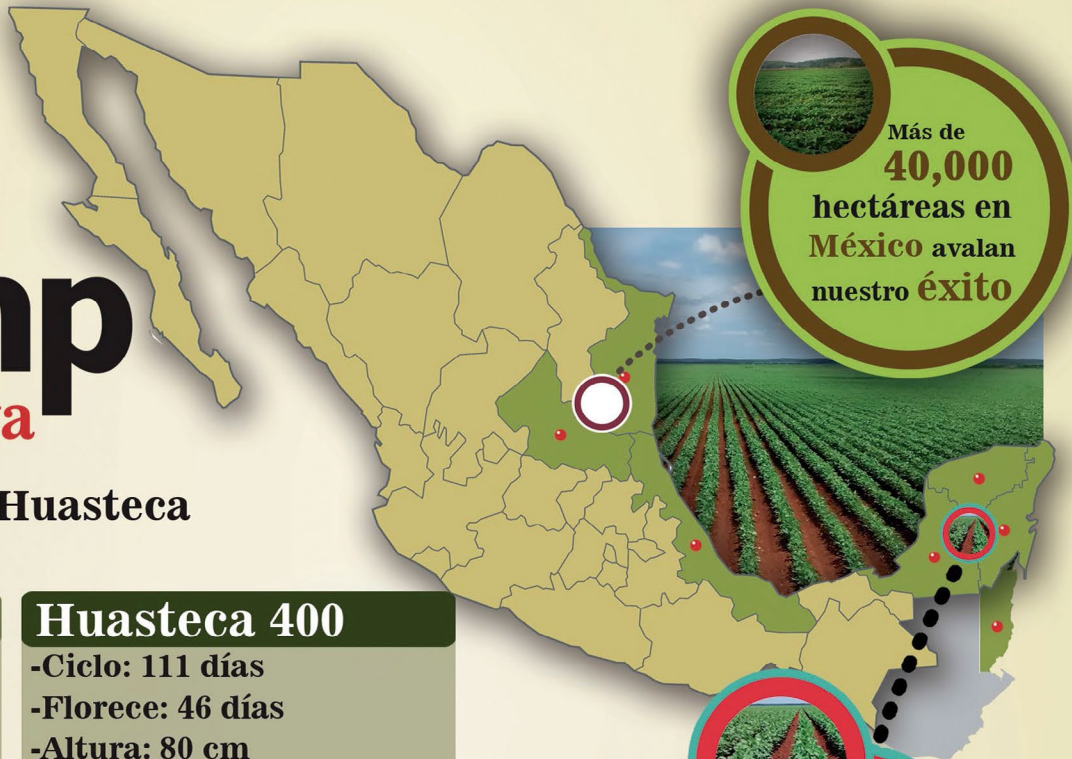 Más de
40,000
hectáreas en
México avalan
nuestro éxito
Huasteca
Huasteca 400
-Ciclo: 111 días
-Florece: 46 días
-Altura: 80 cm